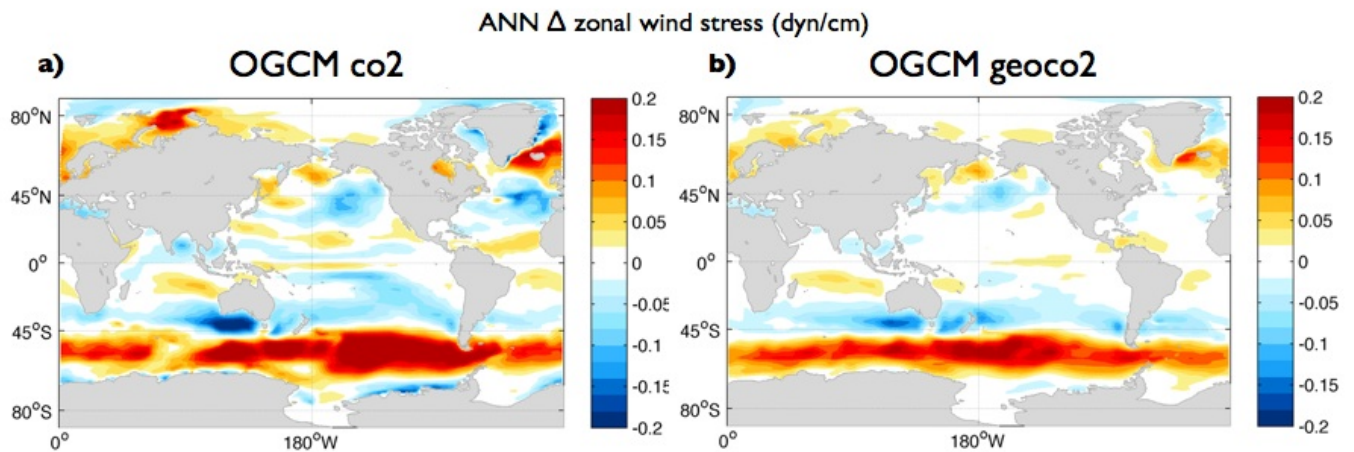 ANN Δ zonal wind stress (dyn/cm)
a) OGCM co2
b) OGCM geoco2
80°N
45°N
0°
45°S
80°S
0°
180°W
0.2
0.15
0.1
0.05
0
-0.05
-0.1
-0.15
-0.2
80°N
45°N
0°
45°S
80°S
0°
180°W
0.2
0.15
0.1
0.05
0
-0.05
-0.1
-0.15
-0.2